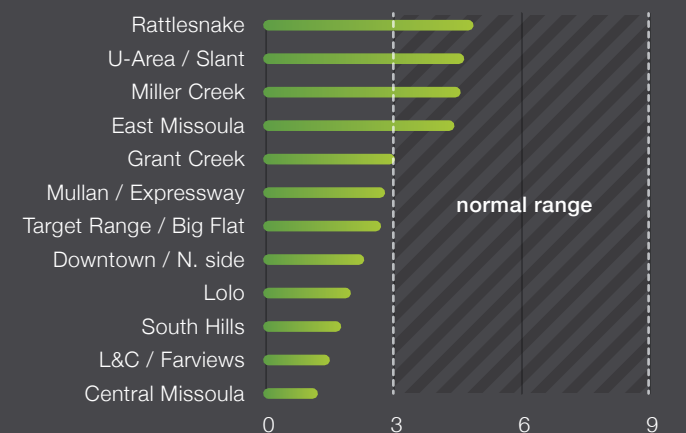 Rattlesnake
U-Area / Slant
Miller Creek
East Missoula
Grant Creek
Mullan / Expressway
normal range
Target Range / Big Flat
Downtown / N. side
Lolo
South Hills
L&C / Farviews
Central Missoula
0 3 6 9